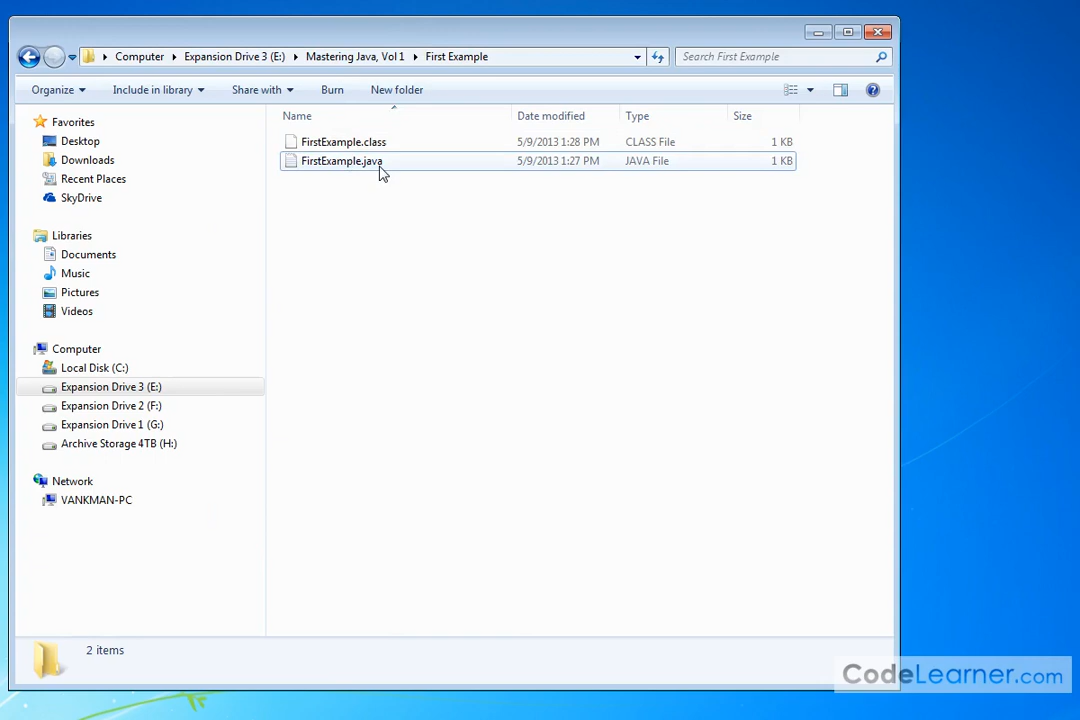 Computer Expansion Drive 3 (E:) Mastering Java, Vol 1 First Example Search First Example
Organize Include in library Share with Burn New folder
Name Date modified Type Size
FirstExample.class 5/9/2013 1:28 PM CLASS File 1 KB
FirstExample.java 5/9/2013 1:27 PM JAVA File 1 KB
Favorites
Desktop
Downloads
Recent Places
SkyDrive
Libraries
Documents
Music
Pictures
Videos
Computer
Local Disk (C:)
Expansion Drive 3 (E:)
Expansion Drive 2 (F:)
Expansion Drive 1 (G:)
Archive Storage 4TB (H:)
Network
VANKMAN-PC
2 items
CodeLearner.com